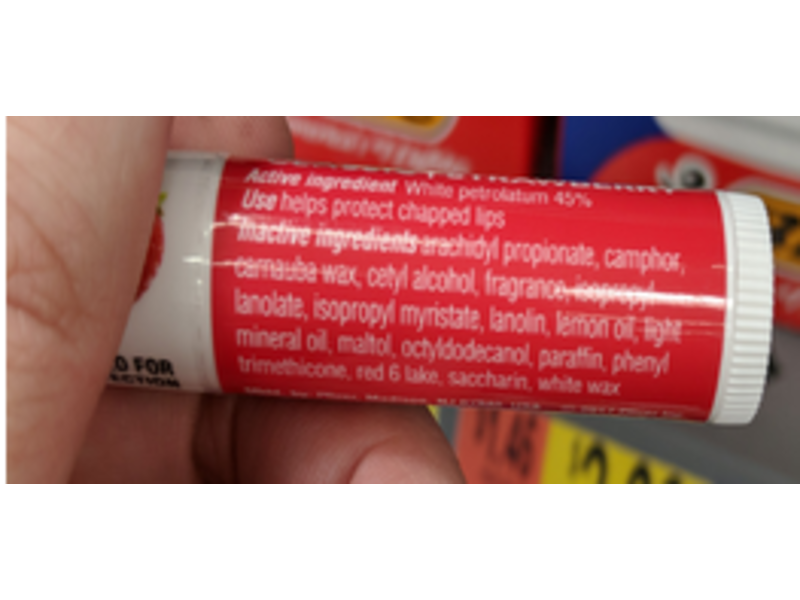 STRAWBERRY
Active ingredient White petrolatum 45%
Use helps protect chapped lips
Inactive ingredients arachidyl propionate, camphor,
carnauba wax, cetyl alcohol, fragrance, isopropyl
lanolate, isopropyl myristate, lanolin, lemon oil, light
mineral oil, maltol, octyldodecanol, paraffin, phenyl
trimethicone, red 6 lake, saccharin, white wax
FOR